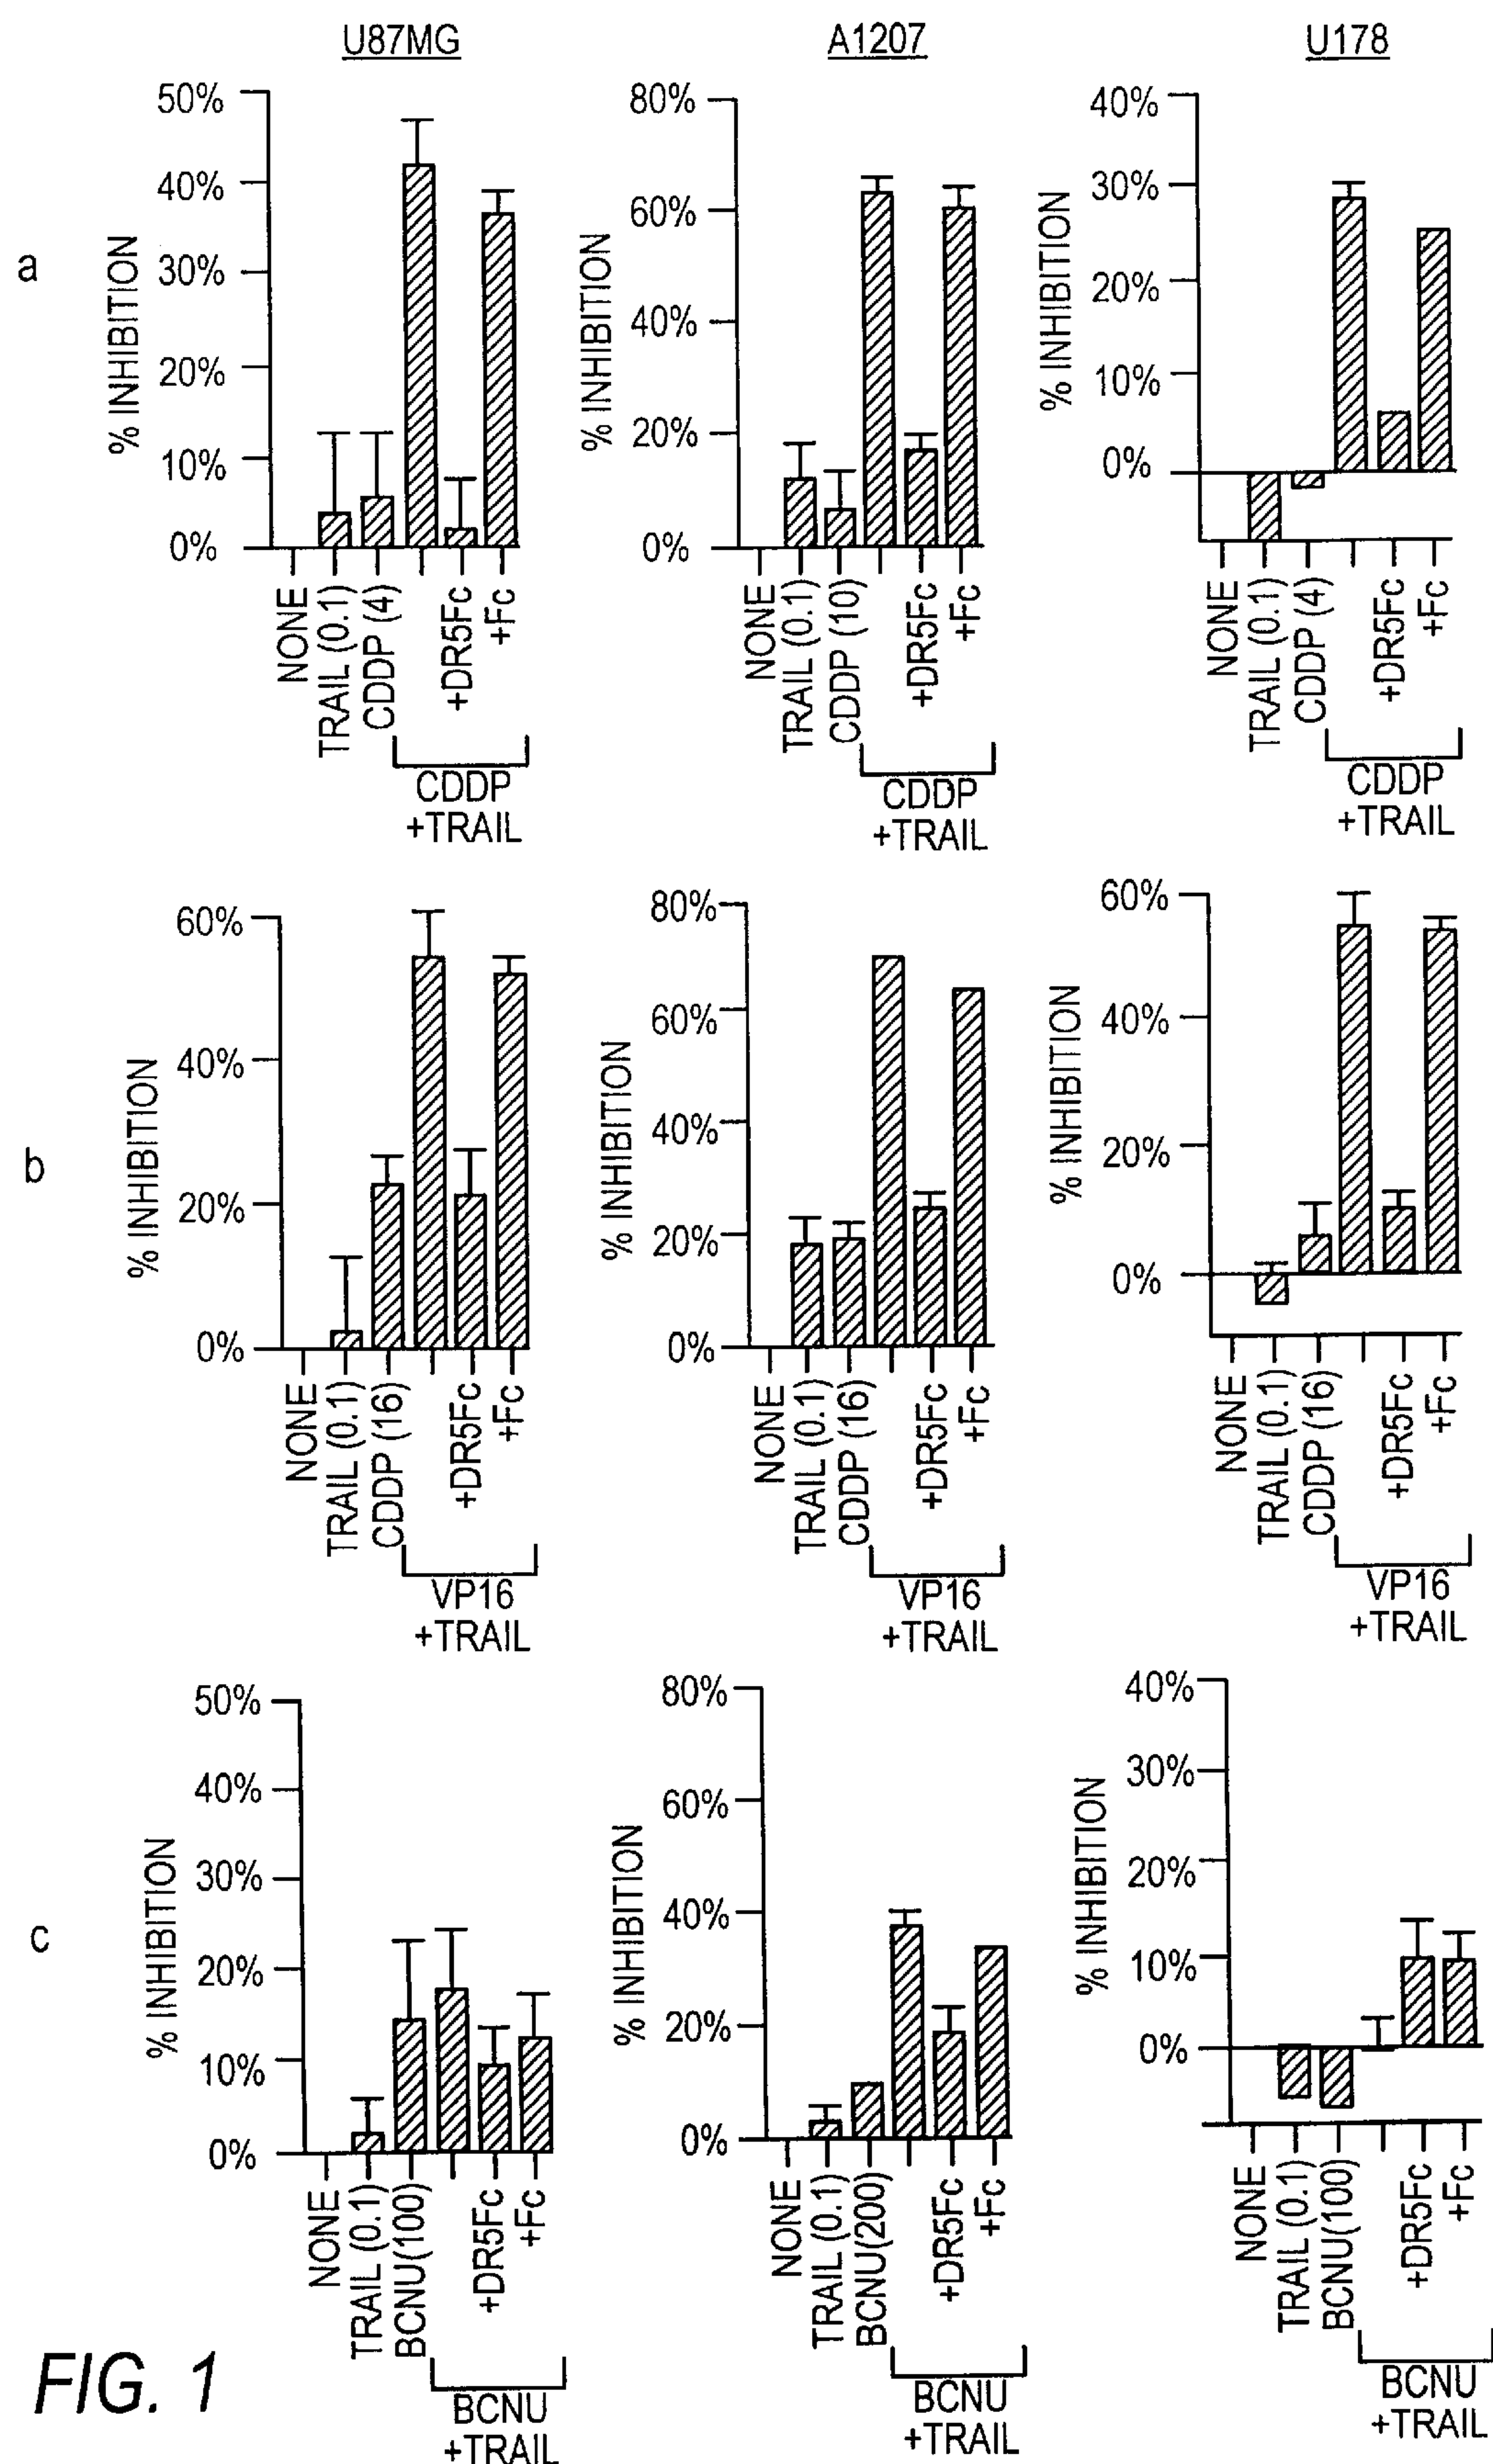 U87MG
A1207
U178
a
% INHIBITION
50%
40%
30%
20%
10%
0%
NONE
TRAIL (0.1)
CDDP (4)
+DR5Fc
+Fc
CDDP
+TRAIL
% INHIBITION
80%
60%
40%
20%
0%
NONE
TRAIL (0.1)
CDDP (10)
+DR5Fc
+Fc
CDDP
+TRAIL
% INHIBITION
40%
30%
20%
10%
0%
NONE
TRAIL (0.1)
CDDP (4)
+DR5Fc
+Fc
CDDP
+TRAIL
b
% INHIBITION
60%
40%
20%
0%
NONE
TRAIL (0.1)
CDDP (16)
+DR5Fc
+Fc
VP16
+TRAIL
% INHIBITION
80%
60%
40%
20%
0%
NONE
TRAIL (0.1)
CDDP (16)
+DR5Fc
+Fc
VP16
+TRAIL
% INHIBITION
60%
40%
20%
0%
NONE
TRAIL (0.1)
CDDP (16)
+DR5Fc
+Fc
VP16
+TRAIL
c
% INHIBITION
50%
40%
30%
20%
10%
0%
NONE
TRAIL (0.1)
BCNU(100)
+DR5Fc
+Fc
BCNU
+TRAIL
% INHIBITION
80%
60%
40%
20%
0%
NONE
TRAIL (0.1)
BCNU(200)
+DR5Fc
+Fc
BCNU
+TRAIL
% INHIBITION
40%
30%
20%
10%
0%
NONE
TRAIL (0.1)
BCNU(100)
+DR5Fc
+Fc
BCNU
+TRAIL
FIG. 1